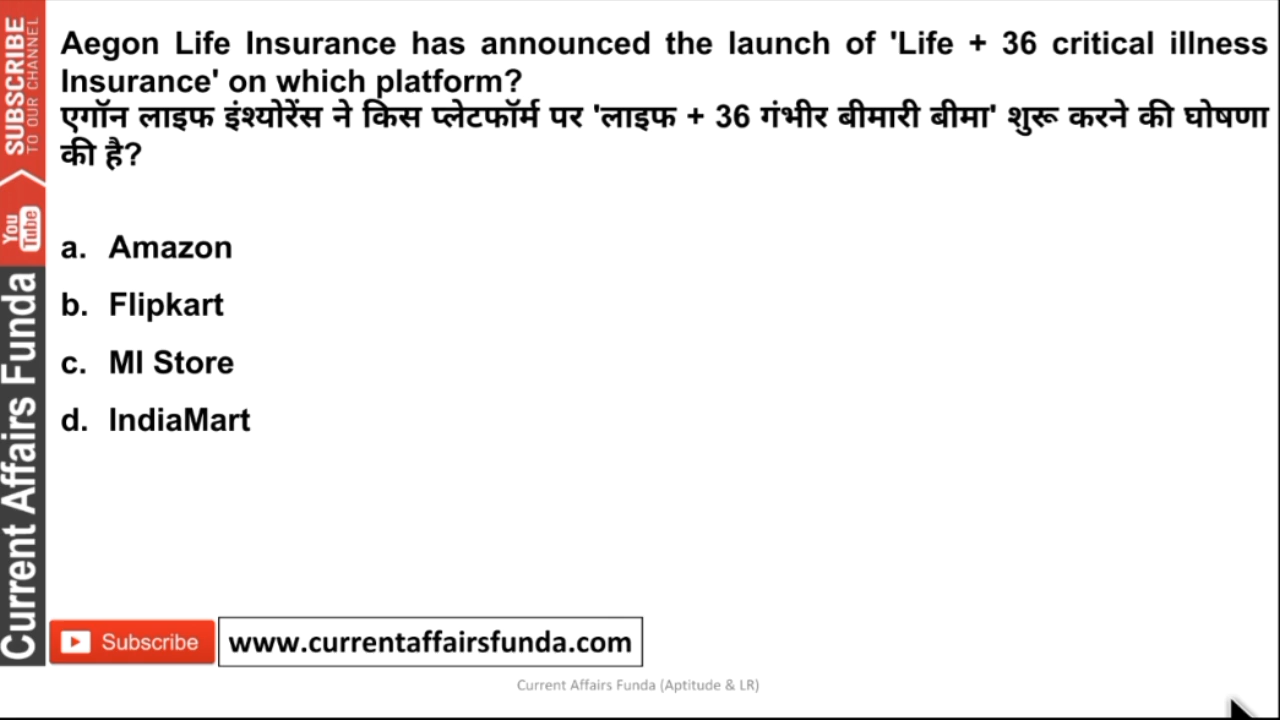 Aegon Life Insurance has announced the launch of 'Life + 36 critical illness
Insurance' on which platform?
एगॉन लाइफ इंश्योरेंस ने किस प्लेटफॉर्म पर 'लाइफ + 36 गंभीर बीमारी बीमा' शुरू करने की घोषणा
की है?
a. Amazon
b. Flipkart
c. MI Store
d. IndiaMart
SUBSCRIBE
TO OUR CHANNEL
You
Tube
Current Affairs Funda
Subscribe
www.currentaffairsfunda.com
Current Affairs Funda (Aptitude & LR)